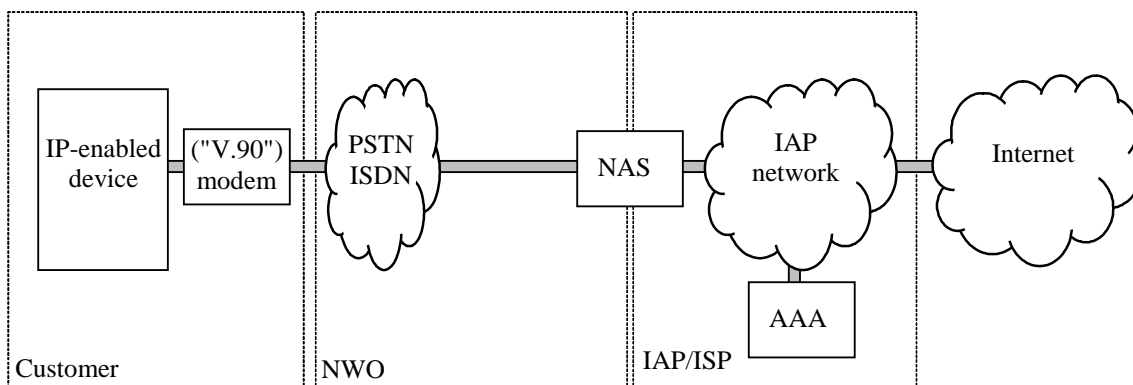 IP-enabled
device
("V.90")
modem
PSTN
ISDN
NAS
IAP
network
Internet
AAA
Customer
NWO
IAP/ISP